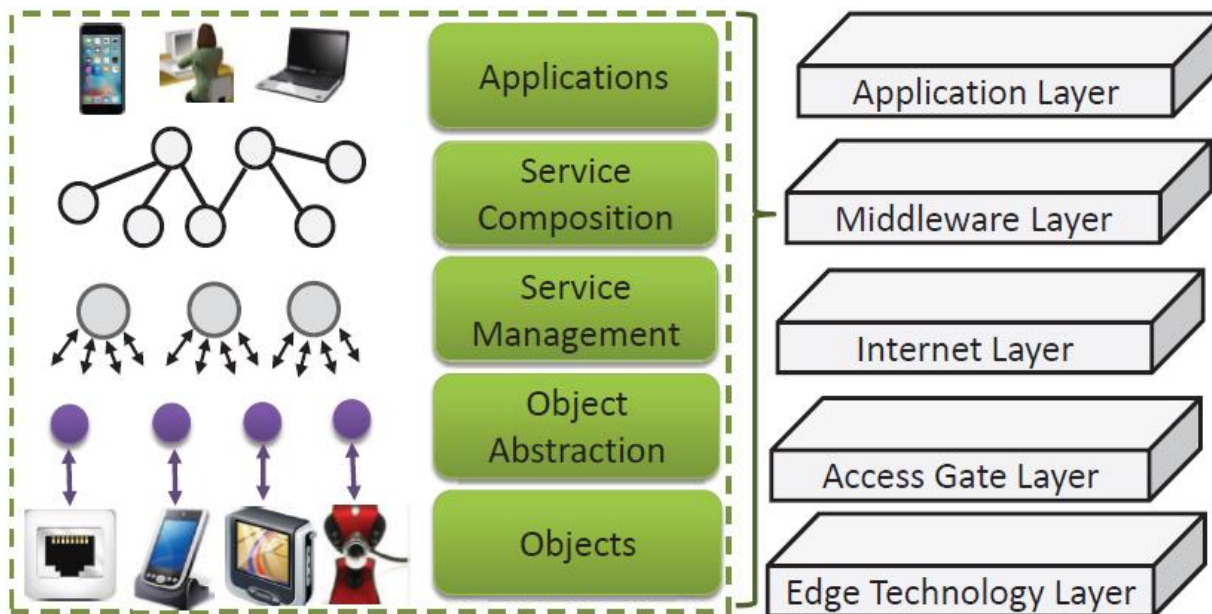 Applications
Service
Composition
Service
Management
Object
Abstraction
Objects
Application Layer
Middleware Layer
Internet Layer
Access Gate Layer
Edge Technology Layer